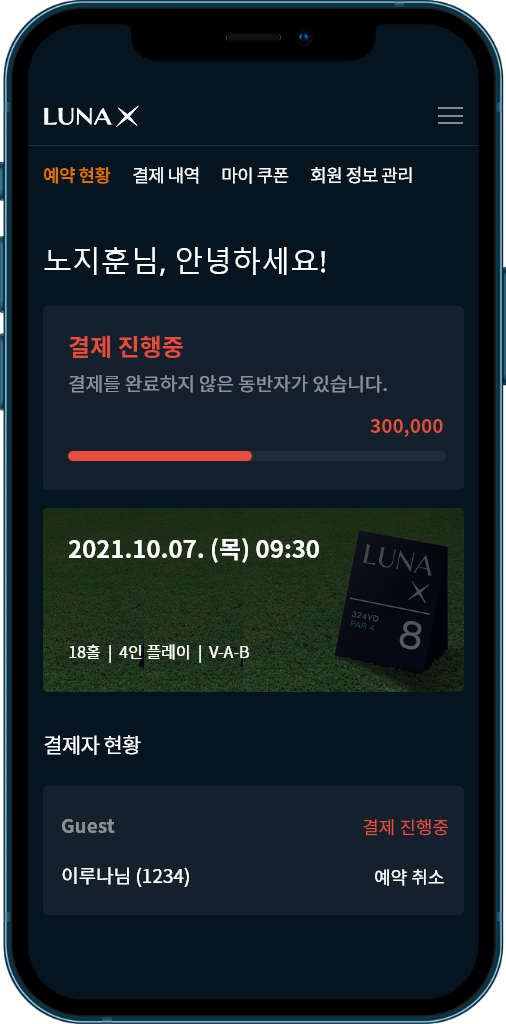 LUNA X
예약 현황 결제 내역 마이 쿠폰 회원 정보 관리
노지훈님, 안녕하세요!
결제 진행중
결제를 완료하지 않은 동반자가 있습니다.
300,000
2021.10.07. (목) 09:30
LUNA
X
324YD
PAR 4
8
18홀 | 4인 플레이 | V-A-B
결제자 현황
Guest 결제 진행중
이루나님 (1234) 예약 취소